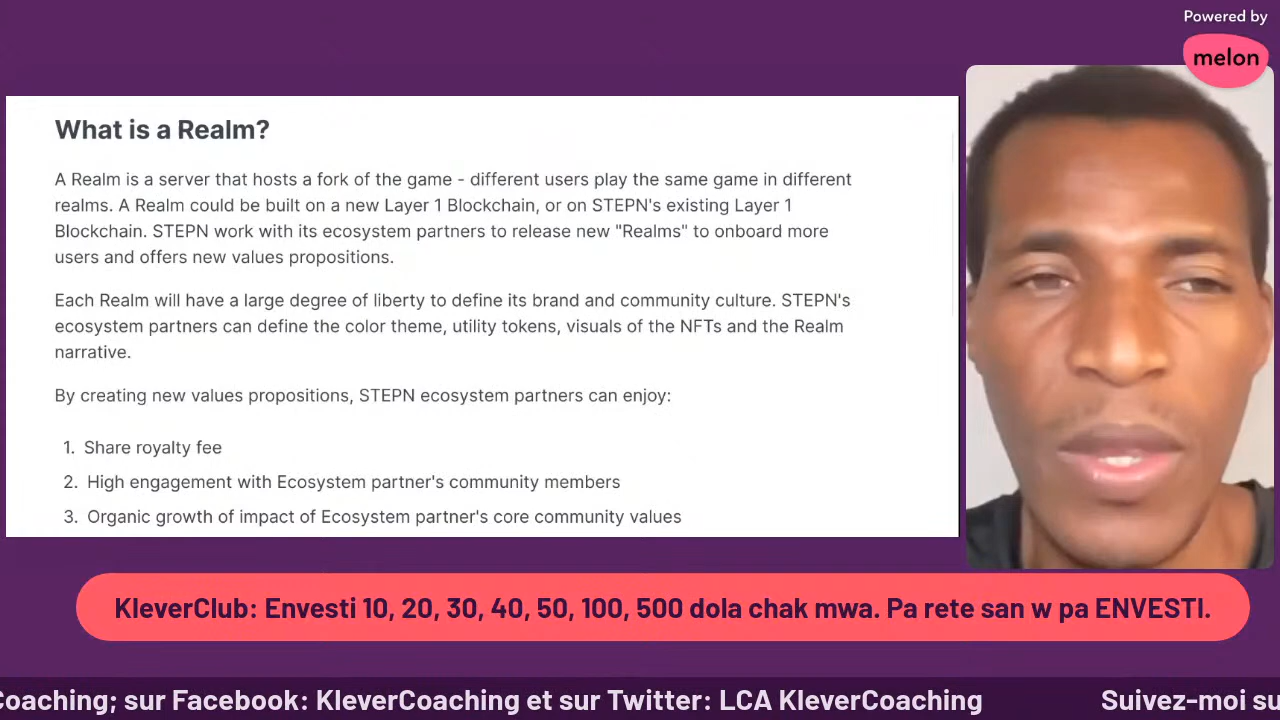 Powered by
melon
What is a Realm?
A Realm is a server that hosts a fork of the game - different users play the same game in different
realms. A Realm could be built on a new Layer 1 Blockchain, or on STEPN's existing Layer 1
Blockchain. STEPN work with its ecosystem partners to release new "Realms" to onboard more
users and offers new values propositions.
Each Realm will have a large degree of liberty to define its brand and community culture. STEPN's
ecosystem partners can define the color theme, utility tokens, visuals of the NFTs and the Realm
narrative.
By creating new values propositions, STEPN ecosystem partners can enjoy:
1. Share royalty fee
2. High engagement with Ecosystem partner's community members
3. Organic growth of impact of Ecosystem partner's core community values
KleverClub: Envesti 10, 20, 30, 40, 50, 100, 500 dola chak mwa. Pa rete san w pa ENVESTI.
Coaching; sur Facebook: KleverCoaching et sur Twitter: LCA KleverCoaching Suivez-moi su